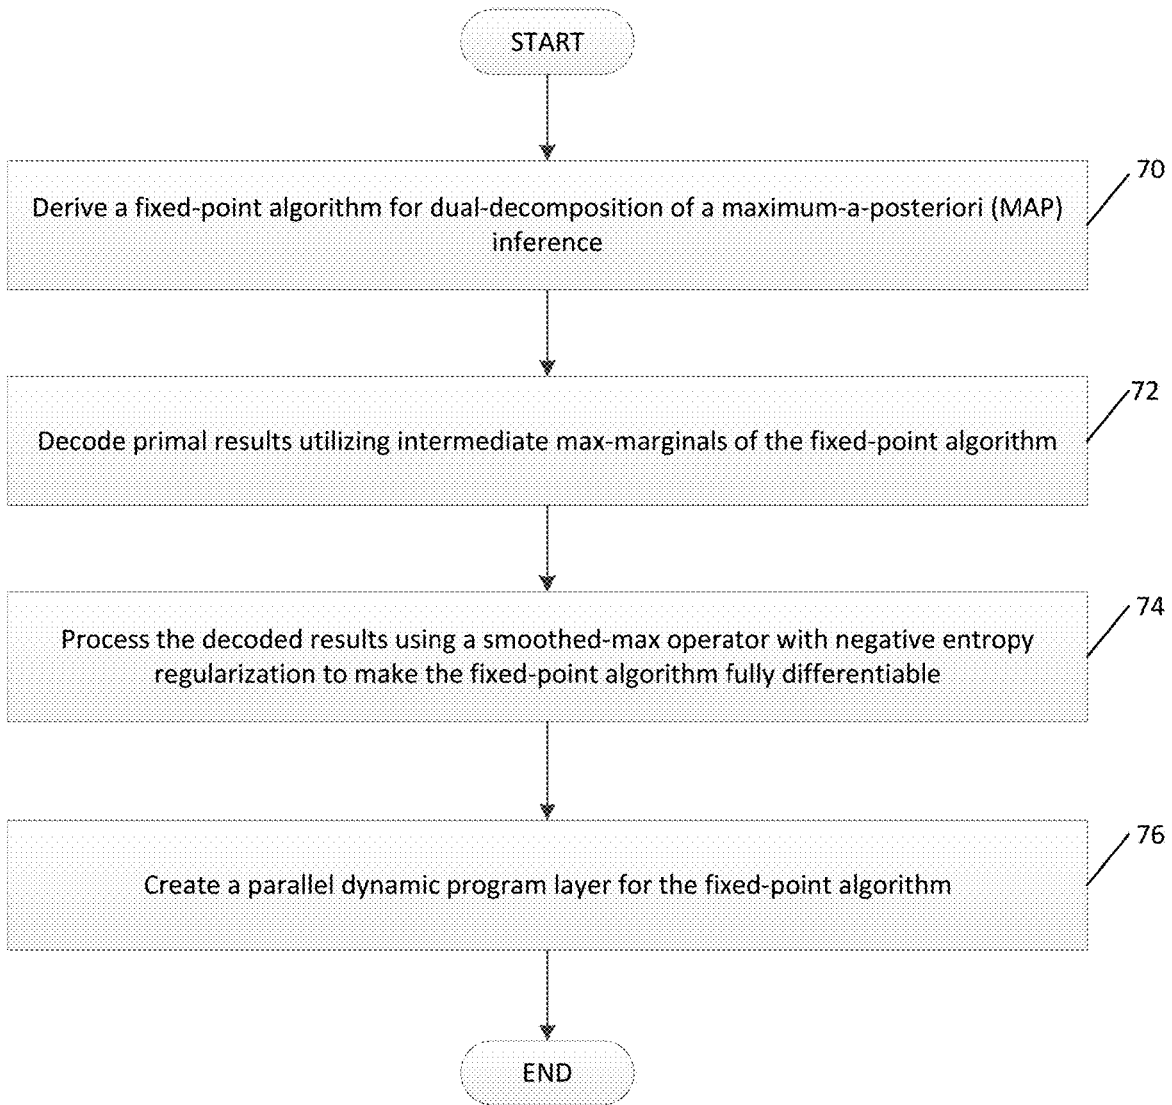 START
70
Derive a fixed-point algorithm for dual-decomposition of a maximum-a-posteriori (MAP)
inference
72
Decode primal results utilizing intermediate max-marginals of the fixed-point algorithm
74
Process the decoded results using a smoothed-max operator with negative entropy
regularization to make the fixed-point algorithm fully differentiable
76
Create a parallel dynamic program layer for the fixed-point algorithm
END